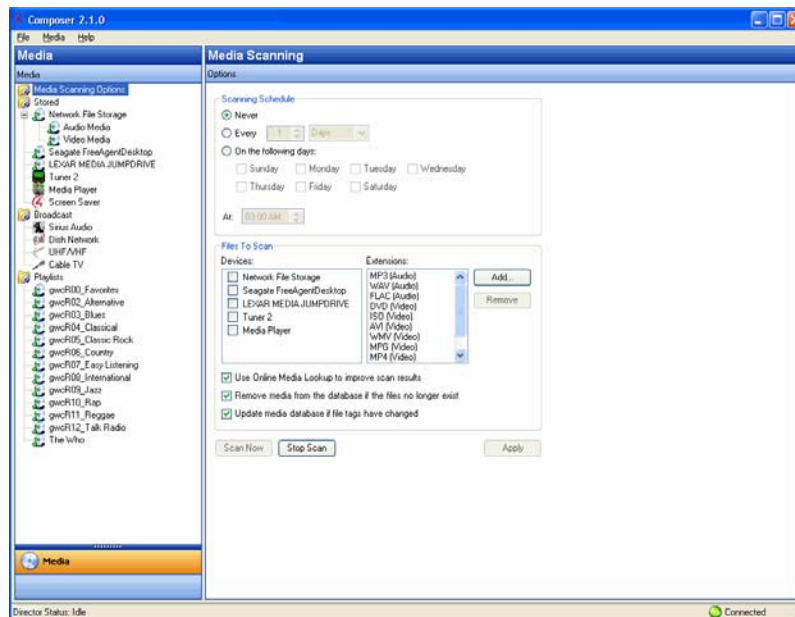 Composer 2.1.0
File Media Help
Media
Media
Media Scanning Options
Stored
Network File Storage
Audio Media
Video Media
Seagate FreeAgentDesktop
LEXAR MEDIA JUMPDRIVE
Tuner 2
Media Player
Screen Saver
Broadcast
Sirius Audio
Dish Network
UHF/VHF
Cable TV
Playlists
gwcR00_Favorites
gwcR02_Alternative
gwcR03_Blues
gwcR04_Classical
gwcR05_Classic Rock
gwcR06_Country
gwcR07_Easy Listening
gwcR08_International
gwcR09_Jazz
gwcR10_Rap
gwcR11_Reggae
gwcR12_Talk Radio
The Who
Media
Media Scanning
Options
Scanning Schedule
Never
Every 1 Days
On the following days:
Sunday Monday Tuesday Wednesday
Thursday Friday Saturday
At: 03:00 AM
Files To Scan
Devices:
Network File Storage
Seagate FreeAgentDesktop
LEXAR MEDIA JUMPDRIVE
Tuner 2
Media Player
Extensions:
MP3 (Audio)
WAV (Audio)
FLAC (Audio)
DVD (Video)
ISO (Video)
AVI (Video)
WMV (Video)
MPG (Video)
MP4 (Video)
Add...
Remove
Use Online Media Lookup to improve scan results
Remove media from the database if the files no longer exist
Update media database if file tags have changed
Scan Now Stop Scan Apply
Director Status: Idle Connected